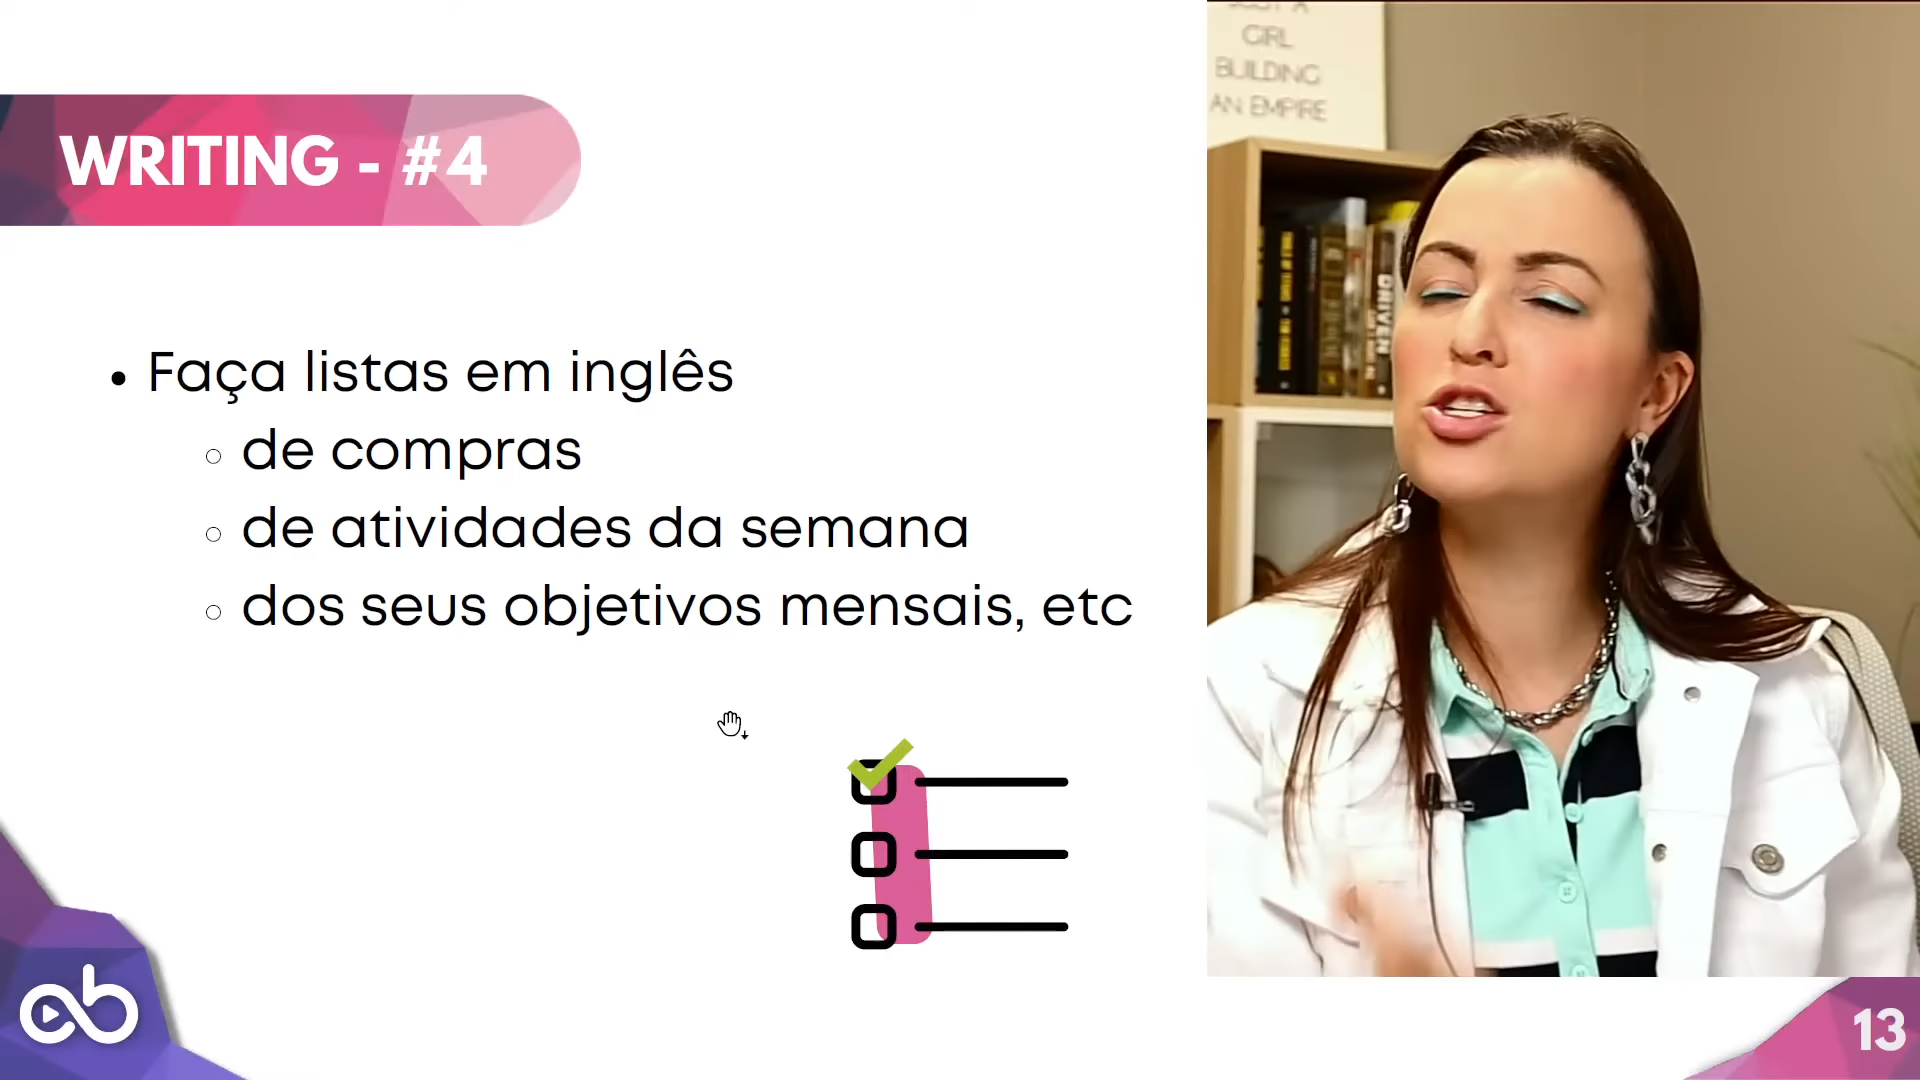 WRITING - #4
• Faça listas em inglês
○ de compras
○ de atividades da semana
○ dos seus objetivos mensais, etc
GIRL
BUILDING
AN EMPIRE
DRIVEN
13